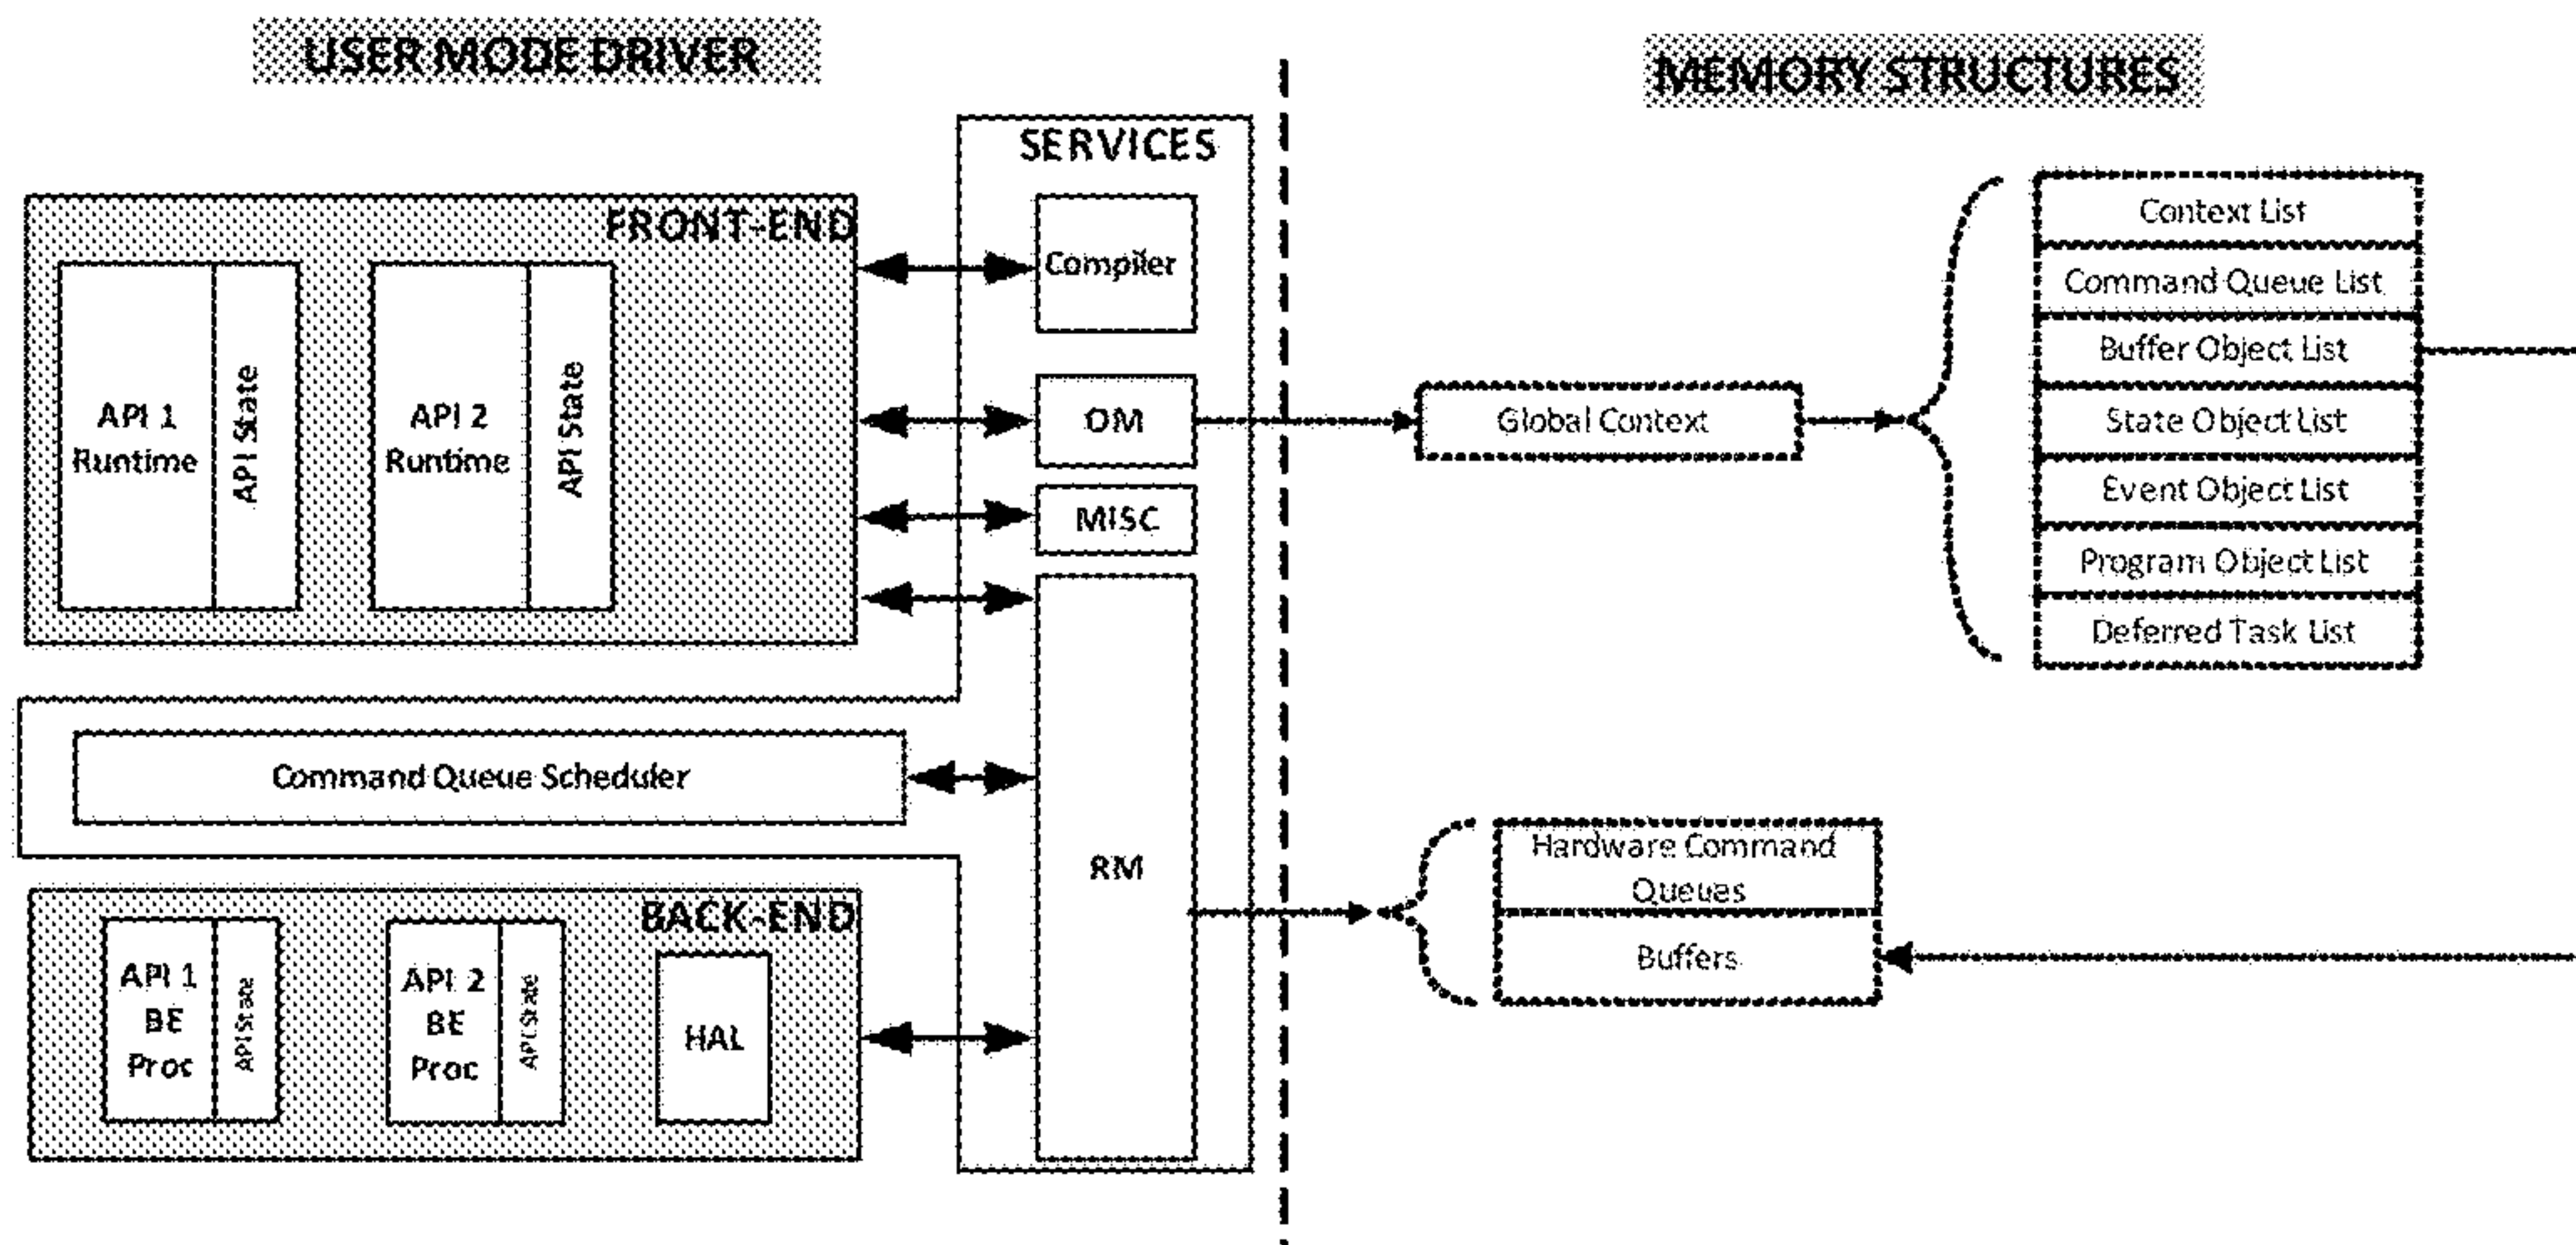 USER MODE DRIVER
MEMORY STRUCTURES
SERVICES
FRONT-END
API 1
Runtime
API State
API 2
Runtime
API State
Compiler
OM
MISC
RM
Command Queue Scheduler
BACK-END
API 1
BE
Proc
API State
API 2
BE
Proc
API State
HAL
Global Context
Context List
Command Queue List
Buffer Object List
State Object List
Event Object List
Program Object List
Deferred Task List
Hardware Command
Queues
Buffers